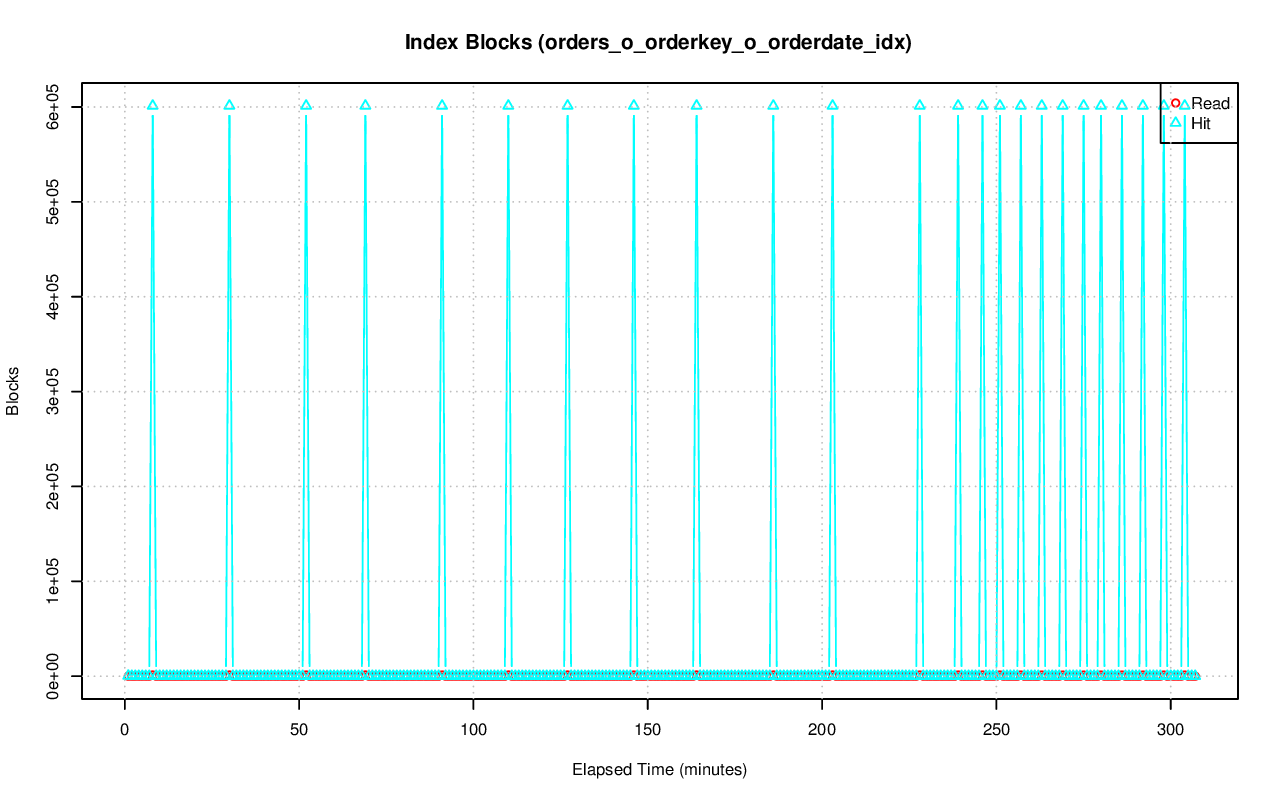 Index Blocks (orders_o_orderkey_o_orderdate_idx)
Read
Hit
6e+05
5e+05
4e+05
3e+05
2e+05
1e+05
0e+00
Blocks
0 50 100 150 200 250 300
Elapsed Time (minutes)